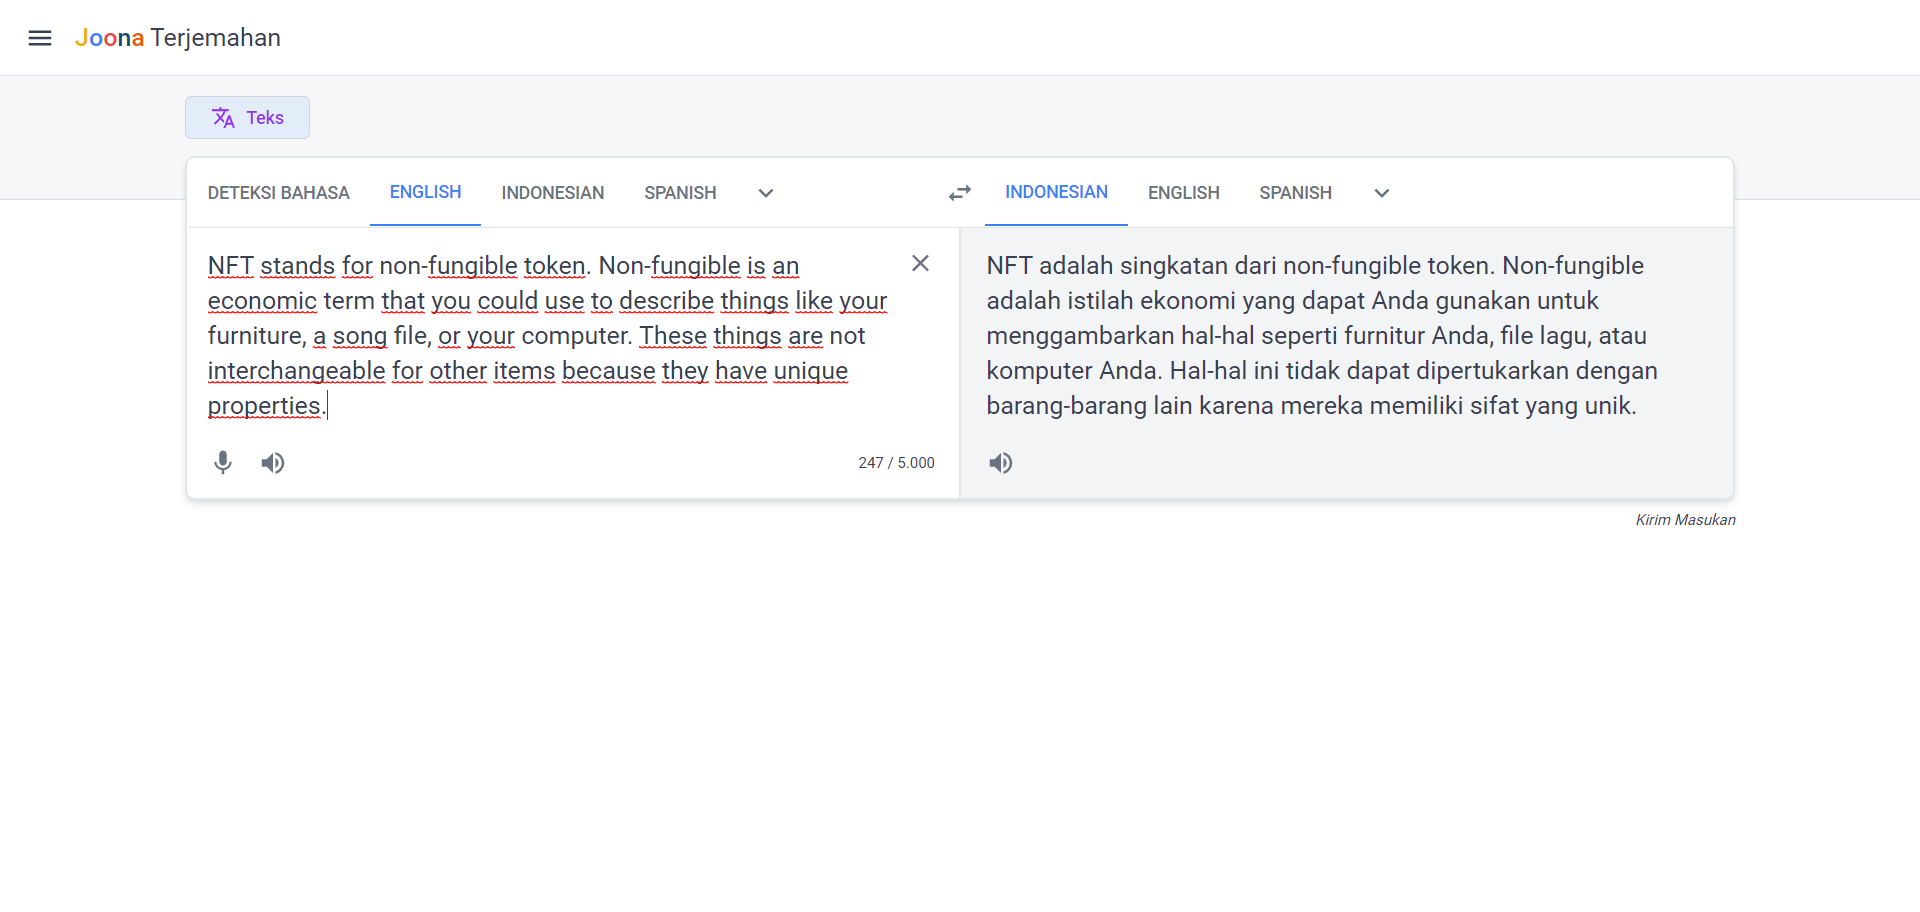 Joona Terjemahan
Teks
DETEKSI BAHASA ENGLISH INDONESIAN SPANISH
INDONESIAN ENGLISH SPANISH
NFT stands for non-fungible token. Non-fungible is an
economic term that you could use to describe things like your
furniture, a song file, or your computer. These things are not
interchangeable for other items because they have unique
properties.
247 / 5.000
NFT adalah singkatan dari non-fungible token. Non-fungible
adalah istilah ekonomi yang dapat Anda gunakan untuk
menggambarkan hal-hal seperti furnitur Anda, file lagu, atau
komputer Anda. Hal-hal ini tidak dapat dipertukarkan dengan
barang-barang lain karena mereka memiliki sifat yang unik.
Kirim Masukan